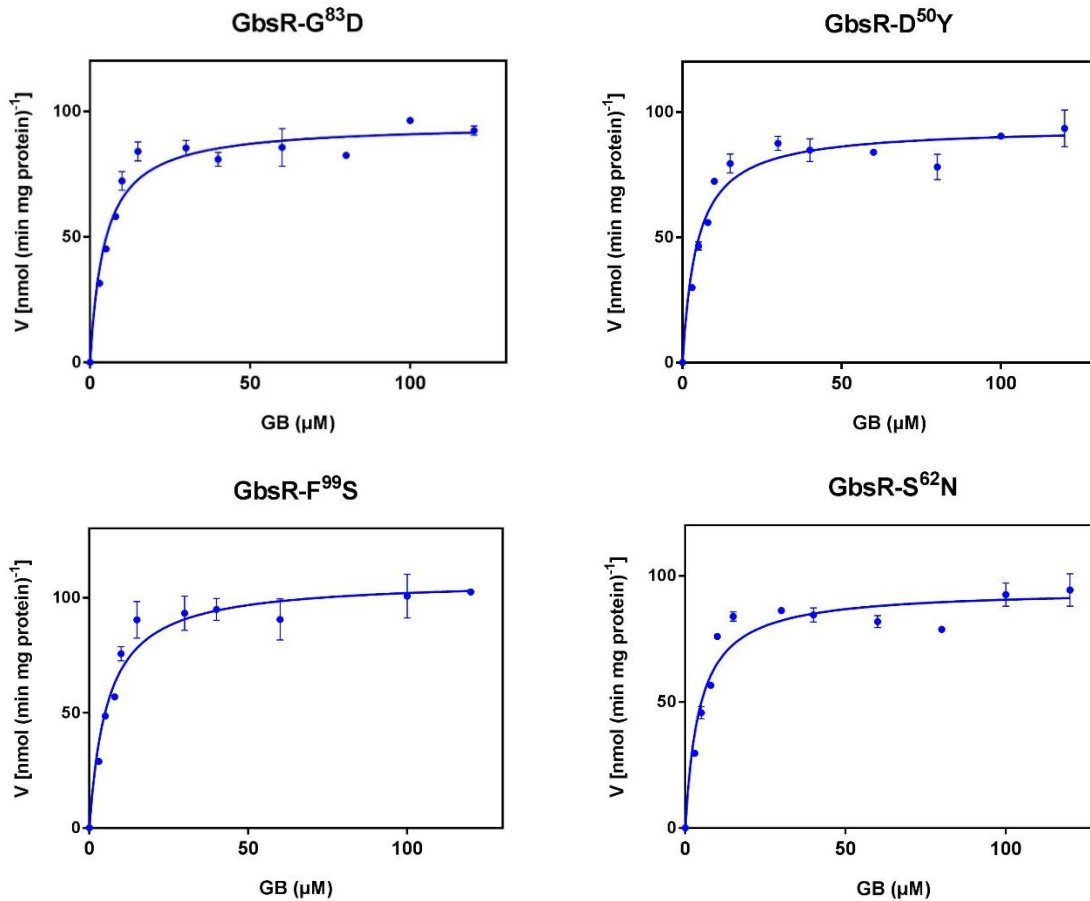 GbsR-G⁸³D
V [nmol (min mg protein)⁻¹]
100
50
0
0 50 100
GB (µM)
GbsR-D⁵⁰Y
V [nmol (min mg protein)⁻¹]
100
50
0
0 50 100
GB (µM)
GbsR-F⁹⁹S
V [nmol (min mg protein)⁻¹]
100
50
0
0 50 100
GB (µM)
GbsR-S⁶²N
V [nmol (min mg protein)⁻¹]
100
50
0
0 50 100
GB (µM)